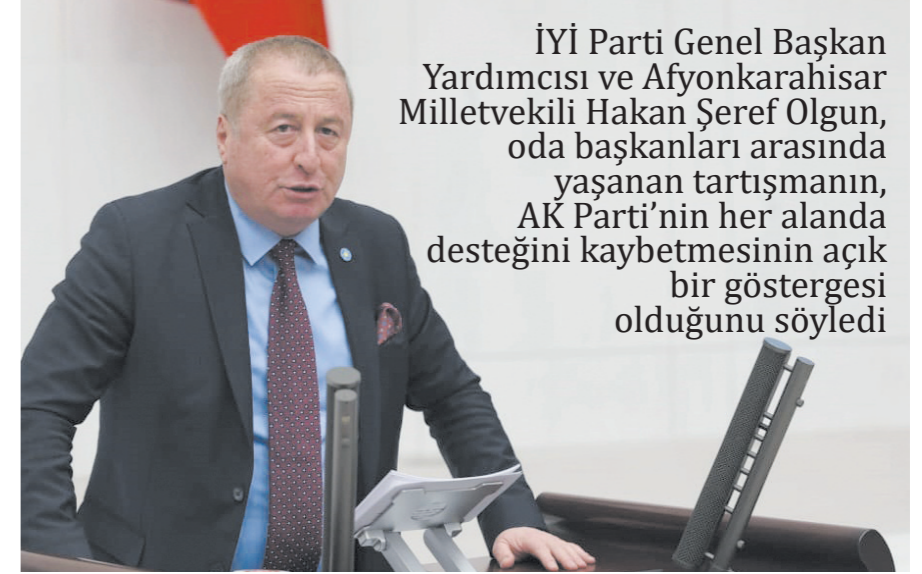 İYİ Parti Genel Başkan
Yardımcısı ve Afyonkarahisar
Milletvekili Hakan Şeref Olgun,
oda başkanları arasında
yaşanan tartışmanın,
AK Parti’nin her alanda
desteğini kaybetmesinin açık
bir göstergesi
olduğunu söyledi